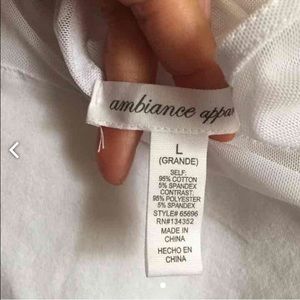 ambiance appar
L
(GRANDE)
SELF:
95% COTTON
5% SPANDEX
CONTRAST:
95% POLYESTER
5% SPANDEX
STYLE# 65696
RN#134352
MADE IN
CHINA
HECHO EN
CHINA